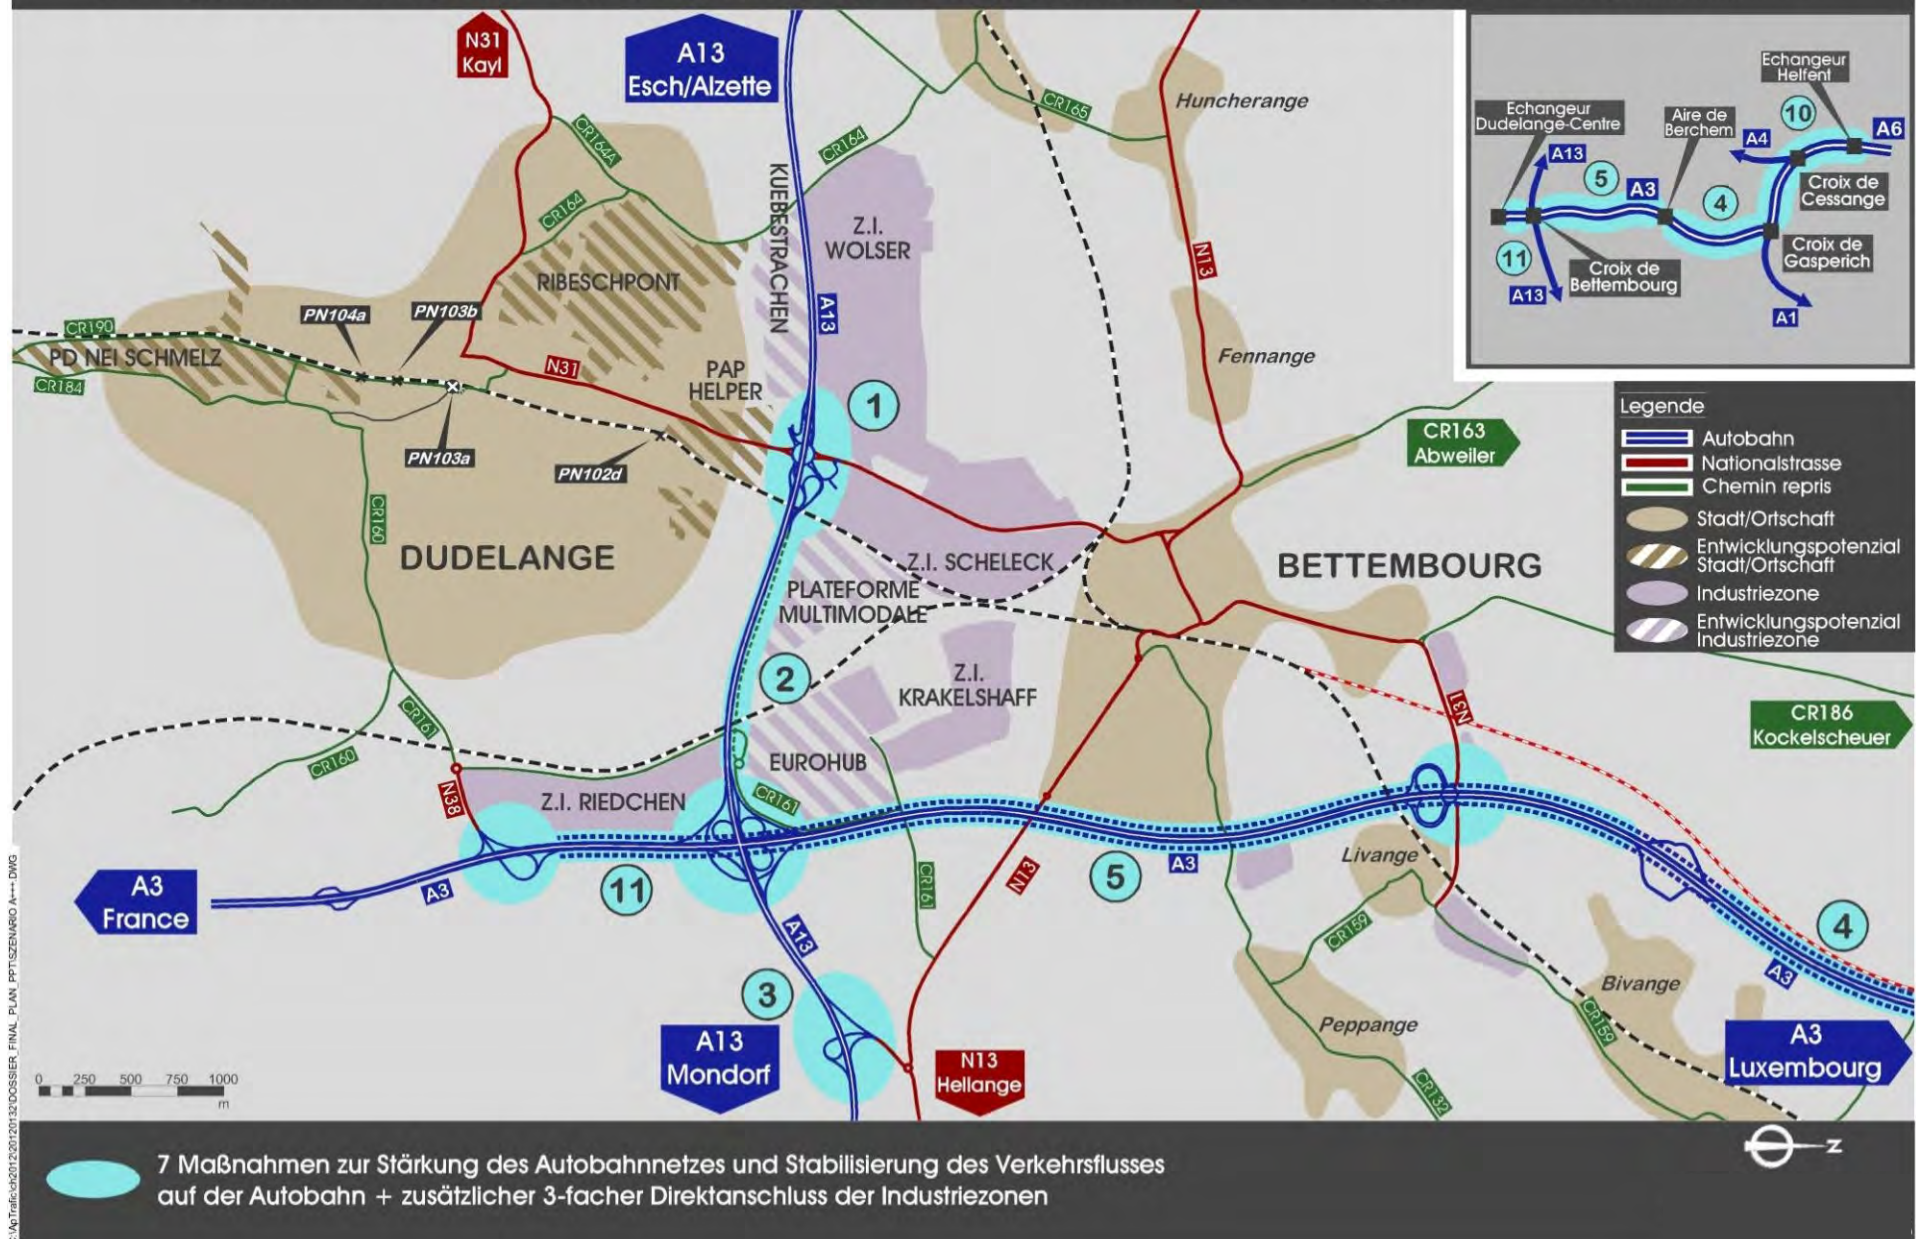 N31
Kayl
A13
Esch/Alzette
CR164A
CR164
CR164
CR165
Huncherange
KUEBESTRACHEN
Z.I.
WOLSER
N13
RIBESCHPONT
A13
PN104a
PN103b
CR190
PD NEI SCHMELZ
CR184
N31
PAP
HELPER
Fennange
1
PN103a
PN102d
CR163
Abweiler
CR160
DUDELANGE
Z.I. SCHELECK
BETTEMBOURG
PLATEFORME
MULTIMODALE
2
Z.I.
KRAKELSHAFF
N31
CR161
CR160
CR186
Kockelscheuer
EUROHUB
N38
Z.I. RIEDCHEN
CR161
A3
France
A3
11
N13
5
A3
Livange
CR161
A13
CR159
4
A3
3
Bivange
Peppange
CR159
A13
Mondorf
N13
Hellange
A3
Luxembourg
CR132
0 250 500 750 1000
m
Echangeur
Helfent
Echangeur
Dudelange-Centre
Aire de
Berchem
10
A6
A4
A13
5
A3
4
Croix de
Cessange
11
Croix de
Gasperich
Croix de
Bettembourg
A13
A1
Legende
Autobahn
Nationalstrasse
Chemin repris
Stadt/Ortschaft
Entwicklungspotenzial
Stadt/Ortschaft
Industriezone
Entwicklungspotenzial
Industriezone
Z
7 Maßnahmen zur Stärkung des Autobahnnetzes und Stabilisierung des Verkehrsflusses
auf der Autobahn + zusätzlicher 3-facher Direktanschluss der Industriezonen